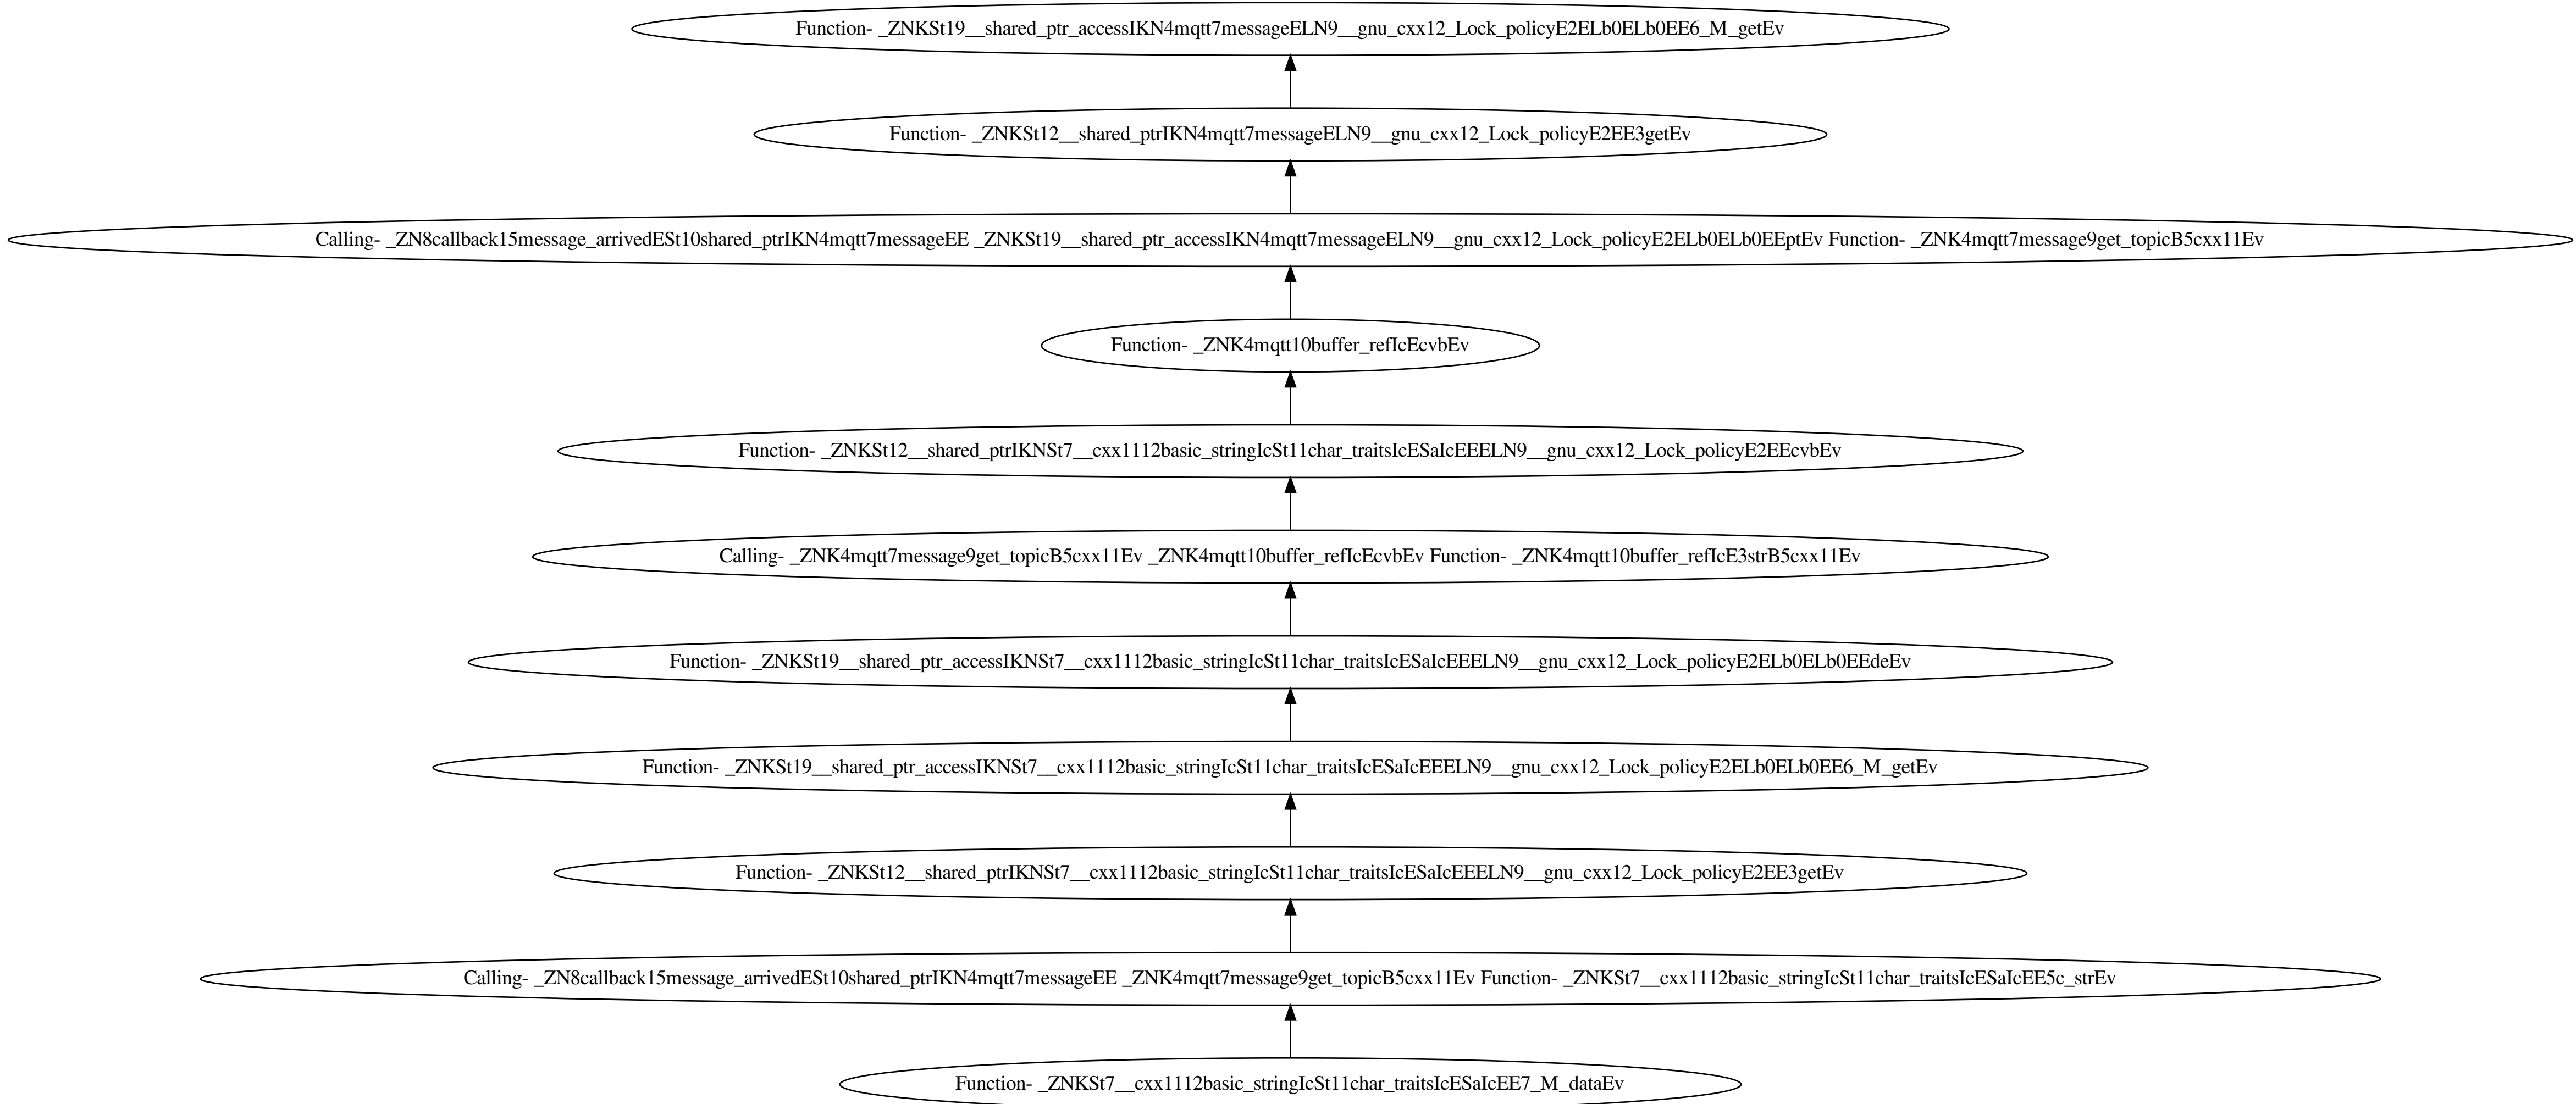 Function- _ZNKSt19__shared_ptr_accessIKN4mqtt7messageELN9__gnu_cxx12_Lock_policyE2ELb0ELb0EE6_M_getEv
Function- _ZNKSt12__shared_ptrIKN4mqtt7messageELN9__gnu_cxx12_Lock_policyE2EE3getEv
Calling- _ZN8callback15message_arrivedESt10shared_ptrIKN4mqtt7messageEE _ZNKSt19__shared_ptr_accessIKN4mqtt7messageELN9__gnu_cxx12_Lock_policyE2ELb0ELb0EEptEv Function- _ZNK4mqtt7message9get_topicB5cxx11Ev
Function- _ZNK4mqtt10buffer_refIcEcvbEv
Function- _ZNKSt12__shared_ptrIKNSt7__cxx1112basic_stringIcSt11char_traitsIcESaIcEEELN9__gnu_cxx12_Lock_policyE2EEcvbEv
Calling- _ZNK4mqtt7message9get_topicB5cxx11Ev _ZNK4mqtt10buffer_refIcEcvbEv Function- _ZNK4mqtt10buffer_refIcE3strB5cxx11Ev
Function- _ZNKSt19__shared_ptr_accessIKNSt7__cxx1112basic_stringIcSt11char_traitsIcESaIcEEELN9__gnu_cxx12_Lock_policyE2ELb0ELb0EEdeEv
Function- _ZNKSt19__shared_ptr_accessIKNSt7__cxx1112basic_stringIcSt11char_traitsIcESaIcEEELN9__gnu_cxx12_Lock_policyE2ELb0ELb0EE6_M_getEv
Function- _ZNKSt12__shared_ptrIKNSt7__cxx1112basic_stringIcSt11char_traitsIcESaIcEEELN9__gnu_cxx12_Lock_policyE2EE3getEv
Calling- _ZN8callback15message_arrivedESt10shared_ptrIKN4mqtt7messageEE _ZNK4mqtt7message9get_topicB5cxx11Ev Function- _ZNKSt7__cxx1112basic_stringIcSt11char_traitsIcESaIcEE5c_strEv
Function- _ZNKSt7__cxx1112basic_stringIcSt11char_traitsIcESaIcEE7_M_dataEv